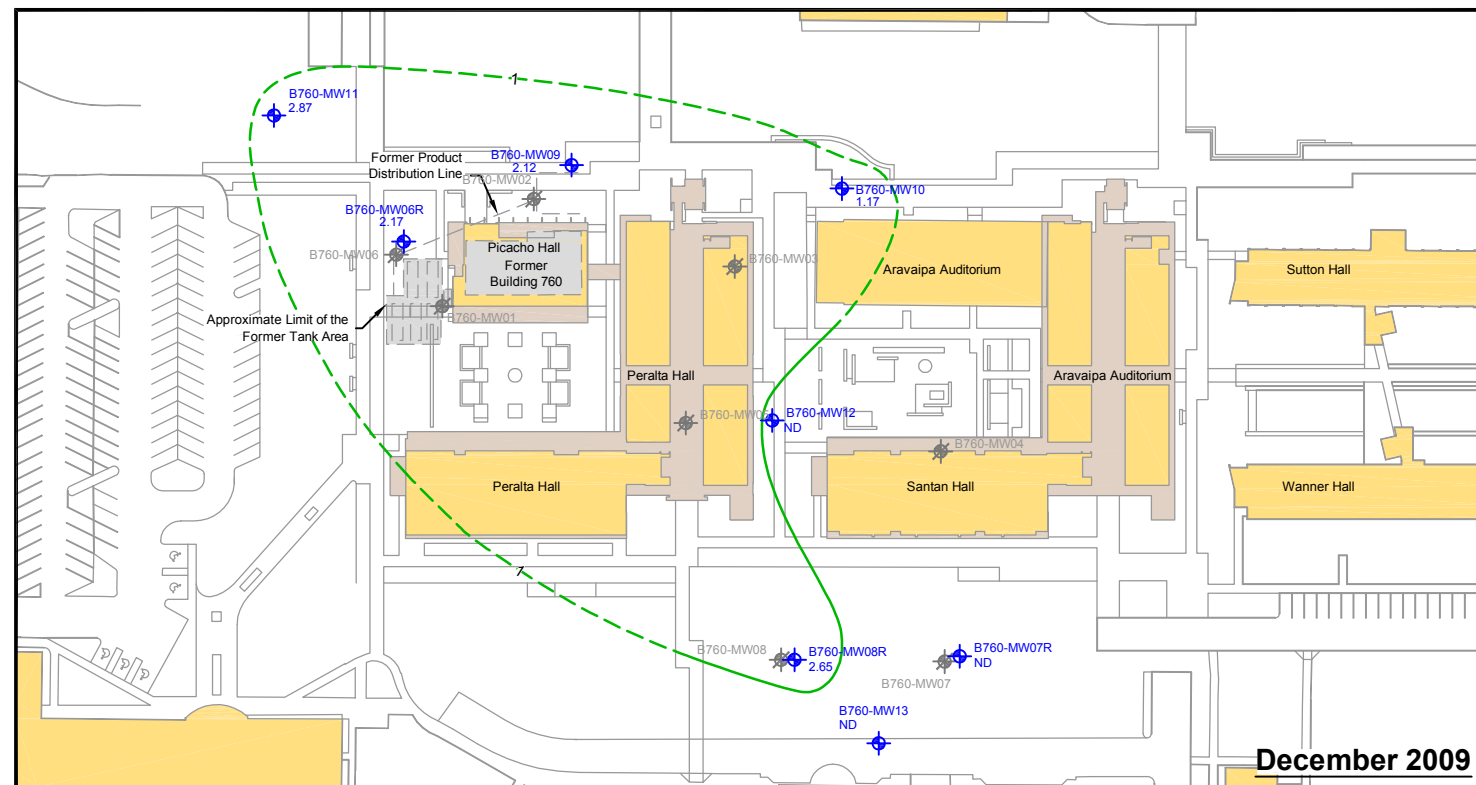 1
B760-MW11
2.87
Former Product
Distribution Line
B760-MW09
2.12
B760-MW02
B760-MW10
1.17
B760-MW06R
2.17
B760-MW06
Picacho Hall
Former
Building 760
B760-MW03
Aravaipa Auditorium
Sutton Hall
B760-MW01
Approximate Limit of the
Former Tank Area
Peralta Hall
Aravaipa Auditorium
B760-MW05
B760-MW12
ND
B760-MW04
Peralta Hall
Santan Hall
Wanner Hall
1
B760-MW08
B760-MW08R
2.65
B760-MW07R
ND
B760-MW07
B760-MW13
ND
December 2009